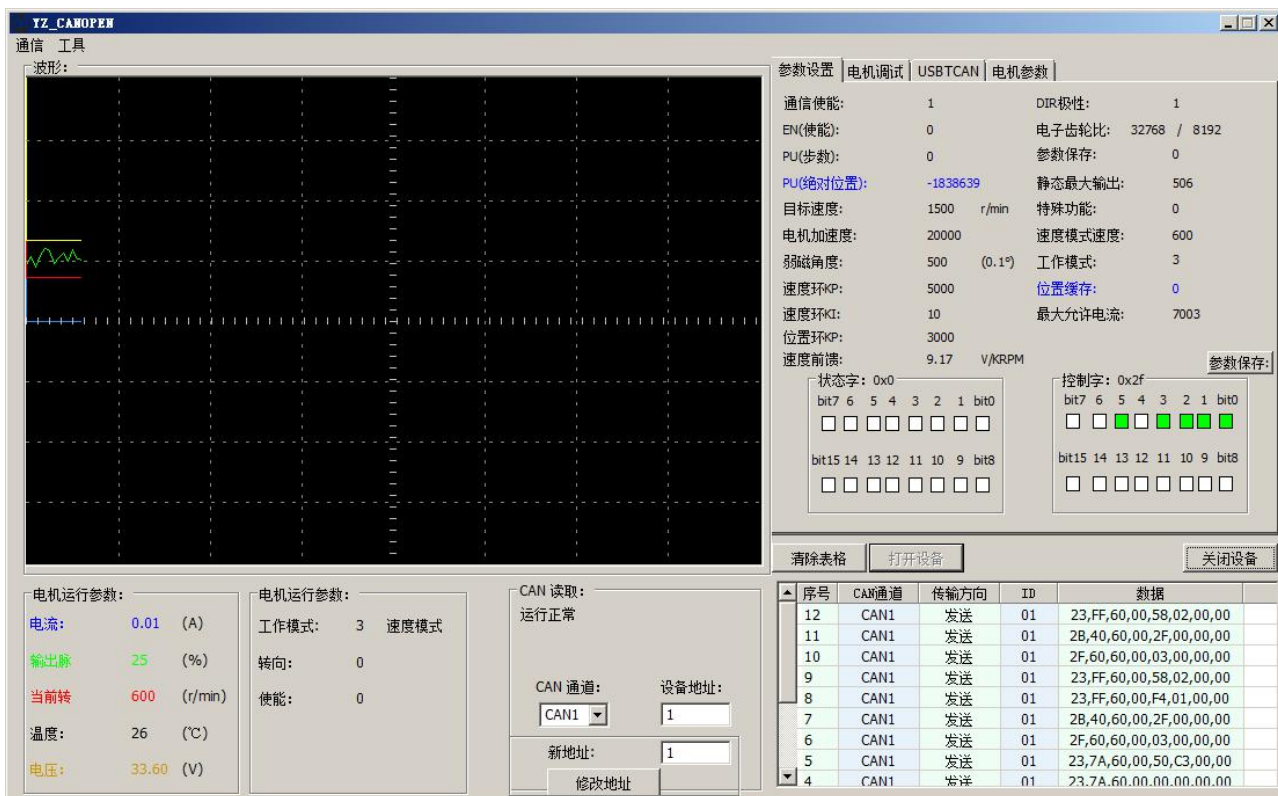 YZ_CANOPEN
通信 工具
波形:
参数设置 电机调试 USBTCAN 电机参数
通信使能: 1 DIR极性: 1
EN(使能): 0 电子齿轮比: 32768 / 8192
PU(步数): 0 参数保存: 0
PU(绝对位置): -1838639 静态最大输出: 506
目标速度: 1500 r/min 特殊功能: 0
电机加速度: 20000 速度模式速度: 600
弱磁角度: 500 (0.1º) 工作模式: 3
速度环KP: 5000 位置缓存: 0
速度环KI: 10 最大允许电流: 7003
位置环KP: 3000
速度前馈: 9.17 V/KRPM 参数保存:
状态字: 0x0
bit7 6 5 4 3 2 1 bit0
bit15 14 13 12 11 10 9 bit8
控制字: 0x2f
bit7 6 5 4 3 2 1 bit0
bit15 14 13 12 11 10 9 bit8
清除表格 打开设备 关闭设备
电机运行参数:
电流: 0.01 (A)
输出脉 25 (%)
当前转 600 (r/min)
温度: 26 (℃)
电压: 33.60 (V)
电机运行参数:
工作模式: 3 速度模式
转向: 0
使能: 0
CAN 读取:
运行正常
CAN 通道: 设备地址:
CAN1 1
新地址: 1
修改地址
序号 CAN通道 传输方向 ID 数据
12 CAN1 发送 01 23,FF,60,00,58,02,00,00
11 CAN1 发送 01 2B,40,60,00,2F,00,00,00
10 CAN1 发送 01 2F,60,60,00,03,00,00,00
9 CAN1 发送 01 23,FF,60,00,58,02,00,00
8 CAN1 发送 01 23,FF,60,00,F4,01,00,00
7 CAN1 发送 01 2B,40,60,00,2F,00,00,00
6 CAN1 发送 01 2F,60,60,00,03,00,00,00
5 CAN1 发送 01 23,7A,60,00,50,C3,00,00
4 CAN1 发送 01 23,7A,60,00,00,00,00,00